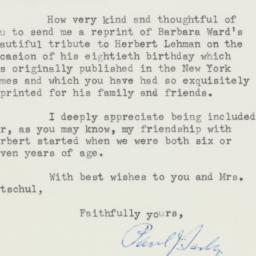 How very kind and thoughtful of
u to send me a reprint of Barbara Ward's
autiful tribute to Herbert Lehman on the
casion of his eightieth birthday which
s originally published in the New York
mes and which you have had so exquisitely
printed for his family and friends.
I deeply appreciate being included
r, as you may know, my friendship with
rbert started when we were both six or
ven years of age.
With best wishes to you and Mrs.
tschul,
Faithfully yours,